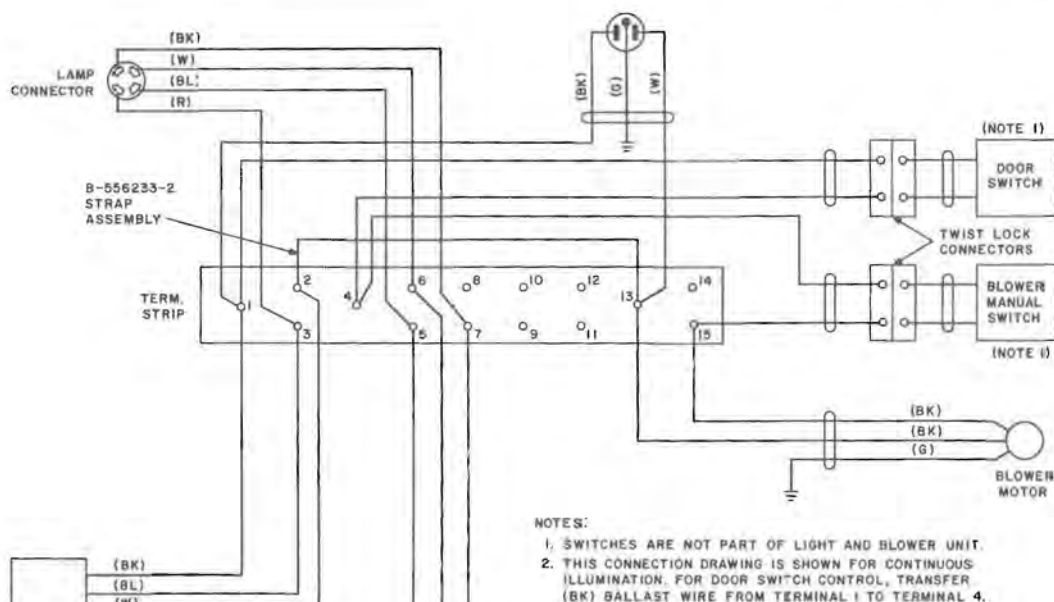 (BK)
(W)
(BL)
(R)
LAMP
CONNECTOR
(BK)
(G)
(W)
(NOTE 1)
DOOR
SWITCH
B-556233-2
STRAP
ASSEMBLY
TWIST LOCK
CONNECTORS
TERM.
STRIP
1
2
3
4
5
6
7
8
9
10
11
12
13
14
15
BLOWER
MANUAL
SWITCH
(NOTE 1)
(BK)
(BK)
(G)
BLOWER
MOTOR
NOTES:
1. SWITCHES ARE NOT PART OF LIGHT AND BLOWER UNIT.
2. THIS CONNECTION DRAWING IS SHOWN FOR CONTINUOUS
ILLUMINATION. FOR DOOR SWITCH CONTROL, TRANSFER
(BK) BALLAST WIRE FROM TERMINAL 1 TO TERMINAL 4.
(BK)
(BL)
(W)